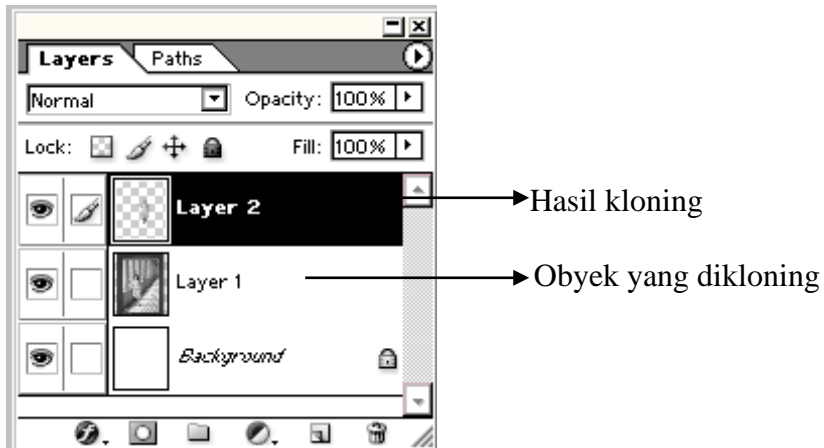 Layers Paths
Normal Opacity: 100%
Lock: Fill: 100%
Layer 2
Hasil kloning
Layer 1
Obyek yang dikloning
Background